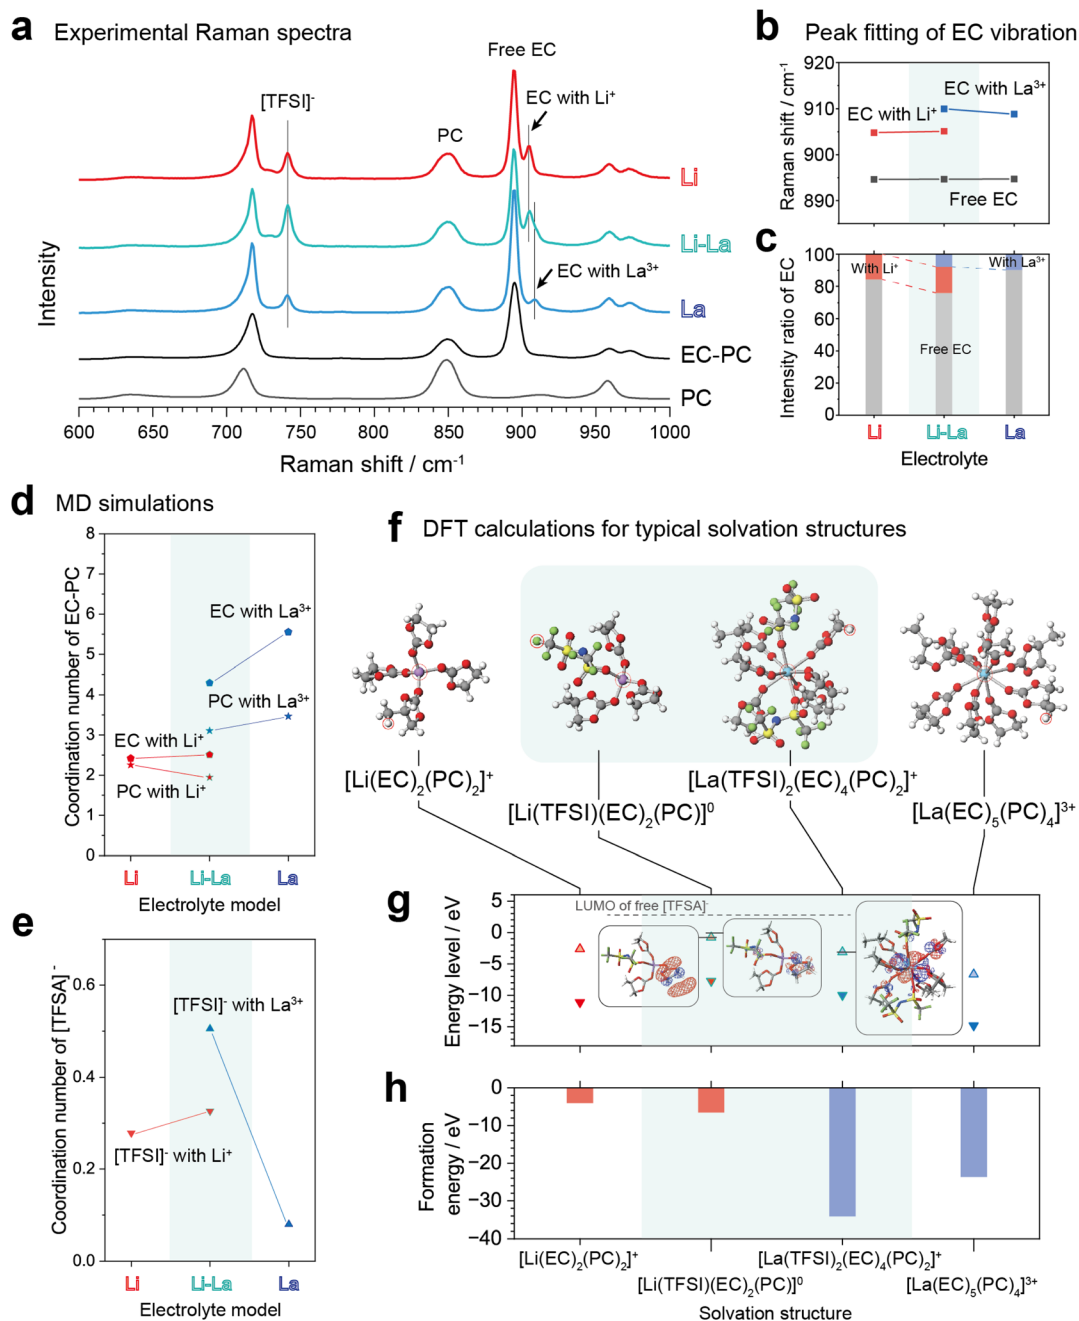 a Experimental Raman spectra
Free EC
[TFSI]⁻
EC with Li⁺
PC
Li
Li-La
EC with La³⁺
La
EC-PC
PC
Intensity
600 650 700 750 800 850 900 950 1000
Raman shift / cm⁻¹
b Peak fitting of EC vibration
920
910
900
890
Raman shift / cm⁻¹
EC with La³⁺
EC with Li⁺
Free EC
c
100
80
60
40
20
0
Intensity ratio of EC
With Li⁺
With La³⁺
Free EC
Li Li-La La
Electrolyte
d MD simulations
8
7
6
5
4
3
2
1
0
Coordination number of EC-PC
EC with La³⁺
PC with La³⁺
EC with Li⁺
PC with Li⁺
Li Li-La La
Electrolyte model
e
0.6
0.4
0.2
0.0
Coordination number of [TFSA]⁻
[TFSI]⁻ with La³⁺
[TFSI]⁻ with Li⁺
Li Li-La La
Electrolyte model
f DFT calculations for typical solvation structures
[Li(EC)₂(PC)₂]⁺
[Li(TFSI)(EC)₂(PC)]⁰
[La(TFSI)₂(EC)₄(PC)₂]⁺
[La(EC)₅(PC)₄]³⁺
g
5
0
−5
−10
−15
Energy level / eV
LUMO of free [TFSA]⁻
h
0
−10
−20
−30
−40
Formation
energy / eV
[Li(EC)₂(PC)₂]⁺ [La(TFSI)₂(EC)₄(PC)₂]⁺
[Li(TFSI)(EC)₂(PC)]⁰ [La(EC)₅(PC)₄]³⁺
Solvation structure